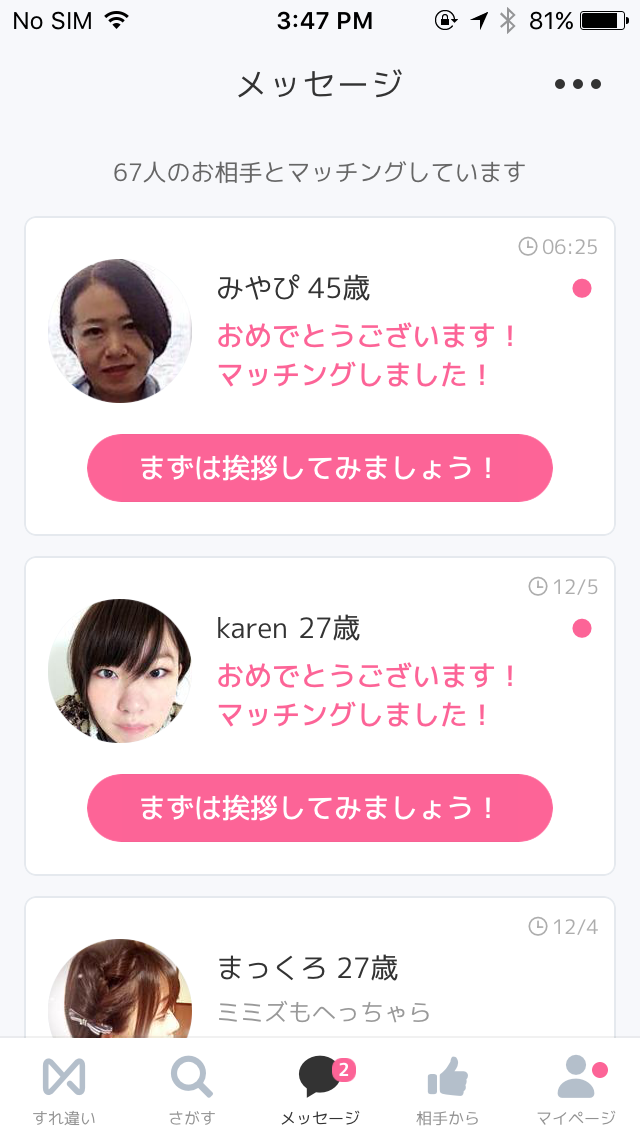 No SIM 3:47 PM 81%
メッセージ
67人のお相手とマッチングしています
06:25
みやぴ 45歳
おめでとうございます！
マッチングしました！
まずは挨拶してみましょう！
12/5
karen 27歳
おめでとうございます！
マッチングしました！
まずは挨拶してみましょう！
12/4
まっくろ 27歳
ミミズもへっちゃら
2
すれ違い さがす メッセージ 相手から マイページ